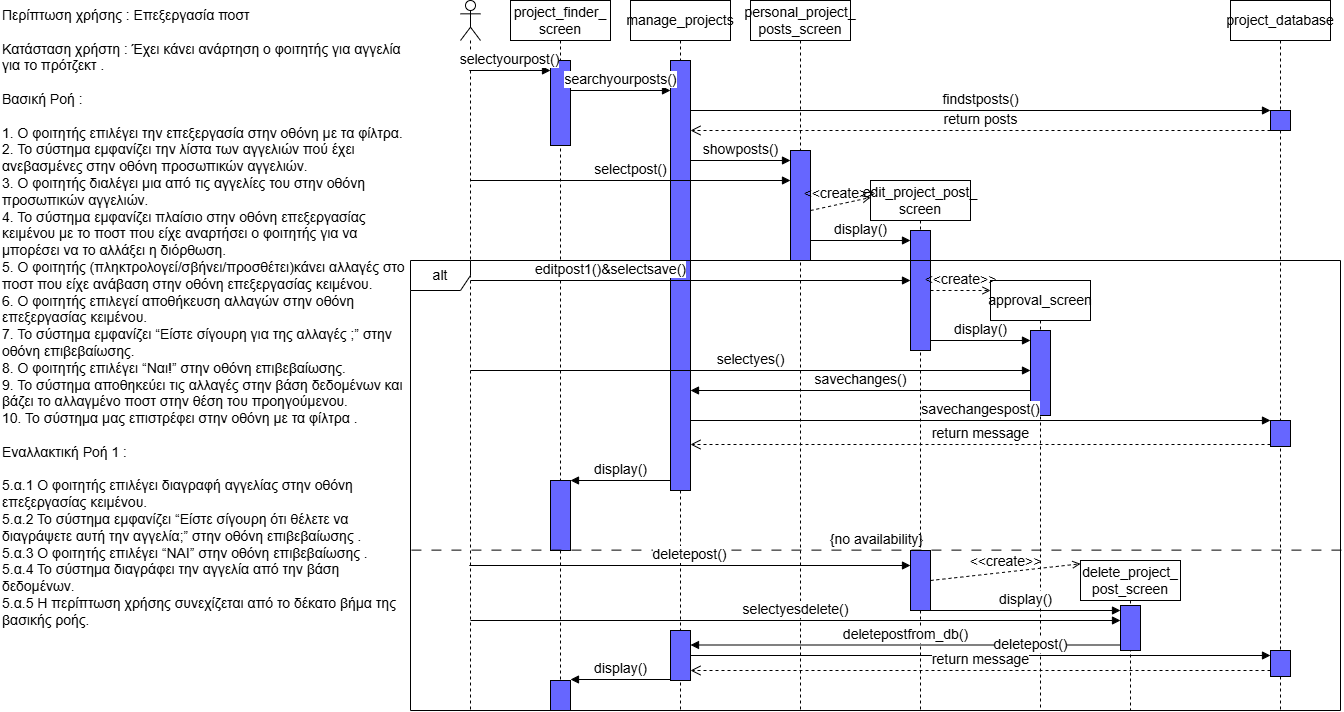 Περίπτωση χρήσης : Επεξεργασία ποστ
Κατάσταση χρήστη : Έχει κάνει ανάρτηση ο φοιτητής για αγγελία
για το πρότζεκτ .
Βασική Ροή :
1. Ο φοιτητής επιλέγει την επεξεργασία στην οθόνη με τα φίλτρα.
2. Το σύστημα εμφανίζει την λίστα των αγγελιών πού έχει
ανεβασμένες στην οθόνη προσωπικών αγγελιών.
3. Ο φοιτητής διαλέγει μια από τις αγγελίες του στην οθόνη
προσωπικών αγγελιών.
4. Το σύστημα εμφανίζει πλαίσιο στην οθόνη επεξεργασίας
κειμένου με το ποστ που είχε αναρτήσει ο φοιτητής για να
μπορέσει να το αλλάξει η διόρθωση.
5. Ο φοιτητής (πληκτρολογεί/σβήνει/προσθέτει)κάνει αλλαγές στο
ποστ που είχε ανάβαση στην οθόνη επεξεργασίας κειμένου.
6. Ο φοιτητής επιλεγεί αποθήκευση αλλαγών στην οθόνη
επεξεργασίας κειμένου.
7. Το σύστημα εμφανίζει “Είστε σίγουρη για της αλλαγές ;” στην
οθόνη επιβεβαίωσης.
8. Ο φοιτητής επιλέγει “Ναι!” στην οθόνη επιβεβαίωσης.
9. Το σύστημα αποθηκεύει τις αλλαγές στην βάση δεδομένων και
βάζει το αλλαγμένο ποστ στην θέση του προηγούμενου.
10. Το σύστημα μας επιστρέφει στην οθόνη με τα φίλτρα .
Εναλλακτική Ροή 1 :
5.α.1 Ο φοιτητής επιλέγει διαγραφή αγγελίας στην οθόνη
επεξεργασίας κειμένου.
5.α.2 Το σύστημα εμφανίζει “Είστε σίγουρη ότι θέλετε να
διαγράψετε αυτή την αγγελία;” στην οθόνη επιβεβαίωσης .
5.α.3 Ο φοιτητής επιλέγει “ΝΑΙ” στην οθόνη επιβεβαίωσης .
5.α.4 Το σύστημα διαγράφει την αγγελία από την βάση
δεδομένων.
5.α.5 Η περίπτωση χρήσης συνεχίζεται από το δέκατο βήμα της
βασικής ροής.
project_finder_
screen
manage_projects
personal_project_
posts_screen
project_database
selectyourpost()
searchyourposts()
findstposts()
return posts
showposts()
selectpost()
<<create>>
edit_project_post_
screen
display()
alt
editpost1()&selectsave()
<<create>>
approval_screen
display()
selectyes()
savechanges()
savechangespost()
return message
display()
{no availability}
deletepost()
<<create>>
delete_project_
post_screen
display()
selectyesdelete()
deletepostfrom_db()
deletepost()
return message
display()